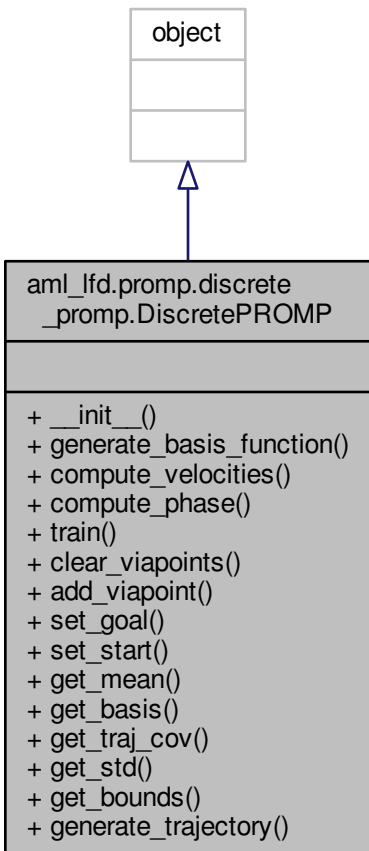 object
aml_lfd.promp.discrete
_promp.DiscretePROMP
+ __init__()
+ generate_basis_function()
+ compute_velocities()
+ compute_phase()
+ train()
+ clear_viapoints()
+ add_viapoint()
+ set_goal()
+ set_start()
+ get_mean()
+ get_basis()
+ get_traj_cov()
+ get_std()
+ get_bounds()
+ generate_trajectory()